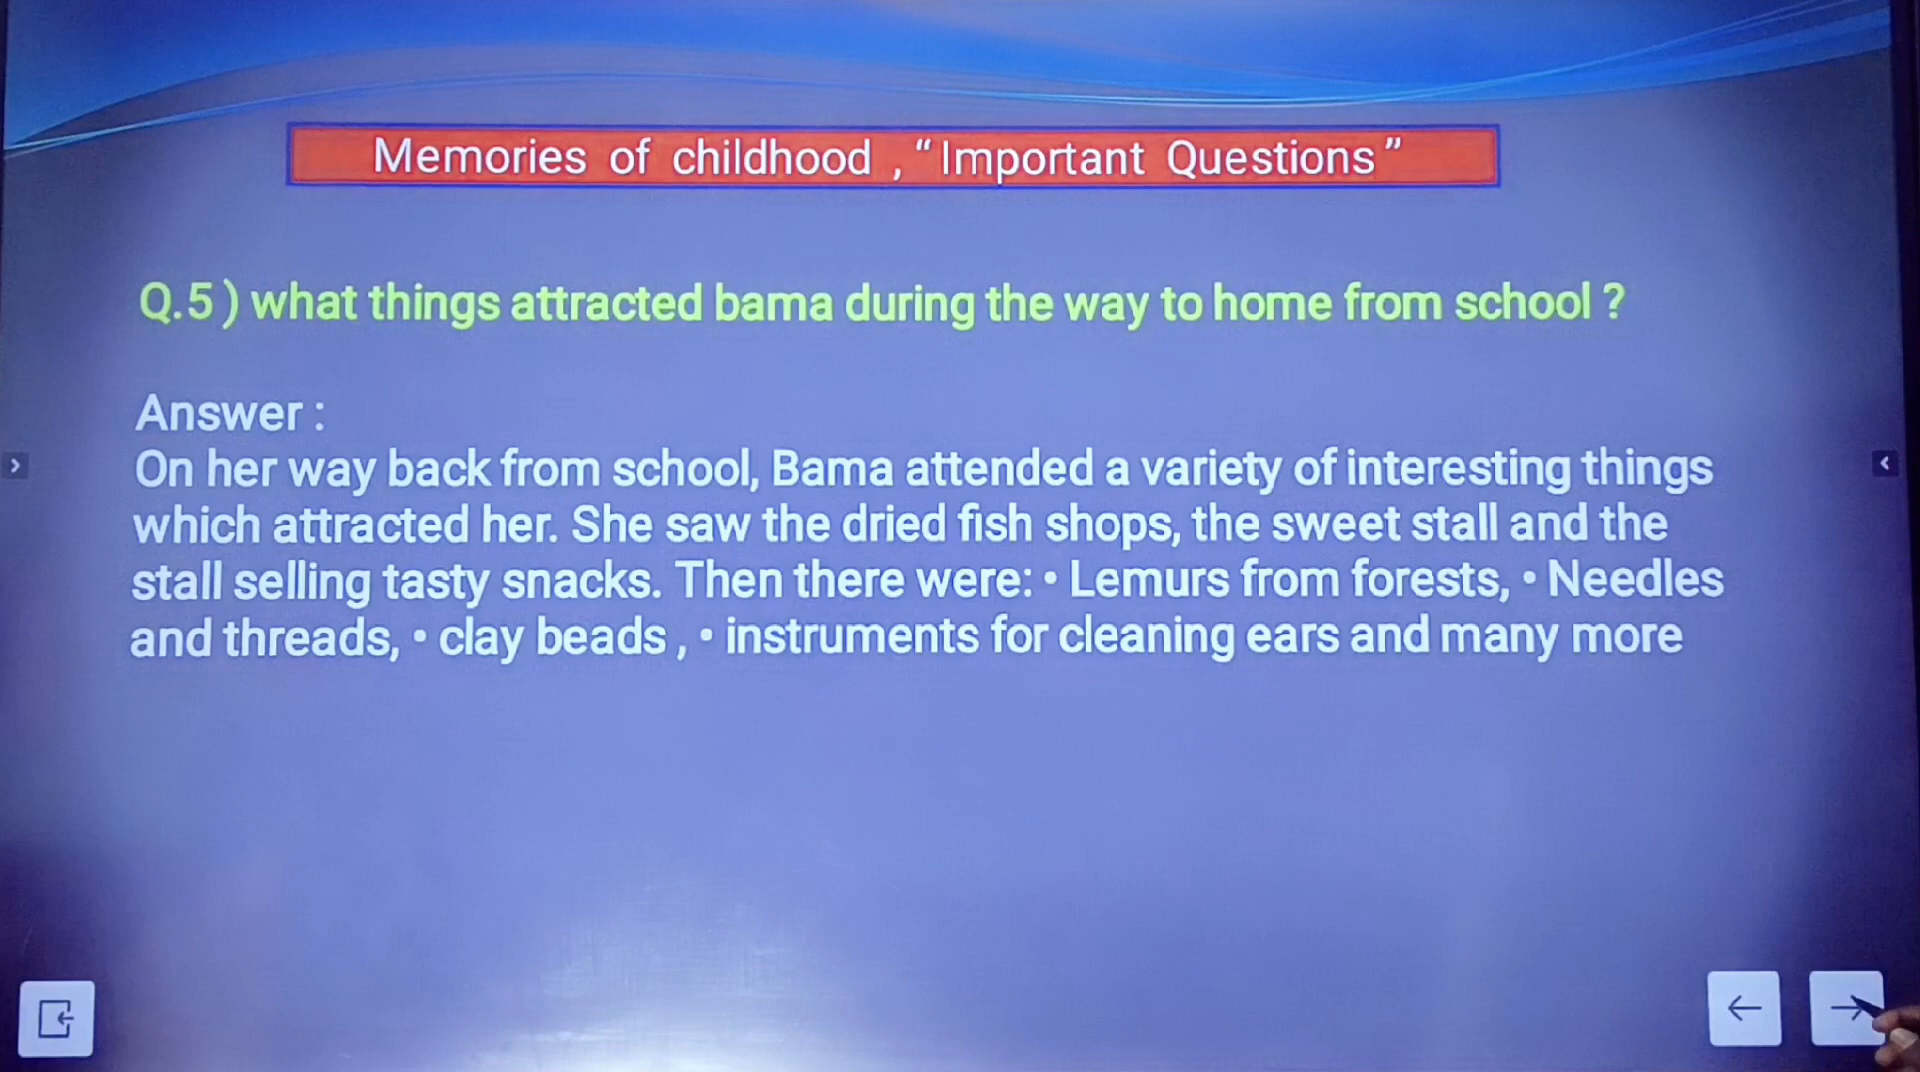 Memories of childhood , “Important Questions”
Q.5 ) what things attracted bama during the way to home from school ?
Answer :
On her way back from school, Bama attended a variety of interesting things
which attracted her. She saw the dried fish shops, the sweet stall and the
stall selling tasty snacks. Then there were: • Lemurs from forests, • Needles
and threads, • clay beads , • instruments for cleaning ears and many more